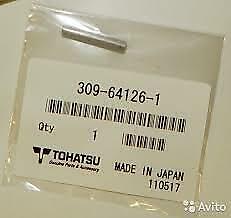 309-64126-1
Qty 1
TOHATSU
Genuine Parts & Accessory
MADE IN JAPAN
110517
Avito